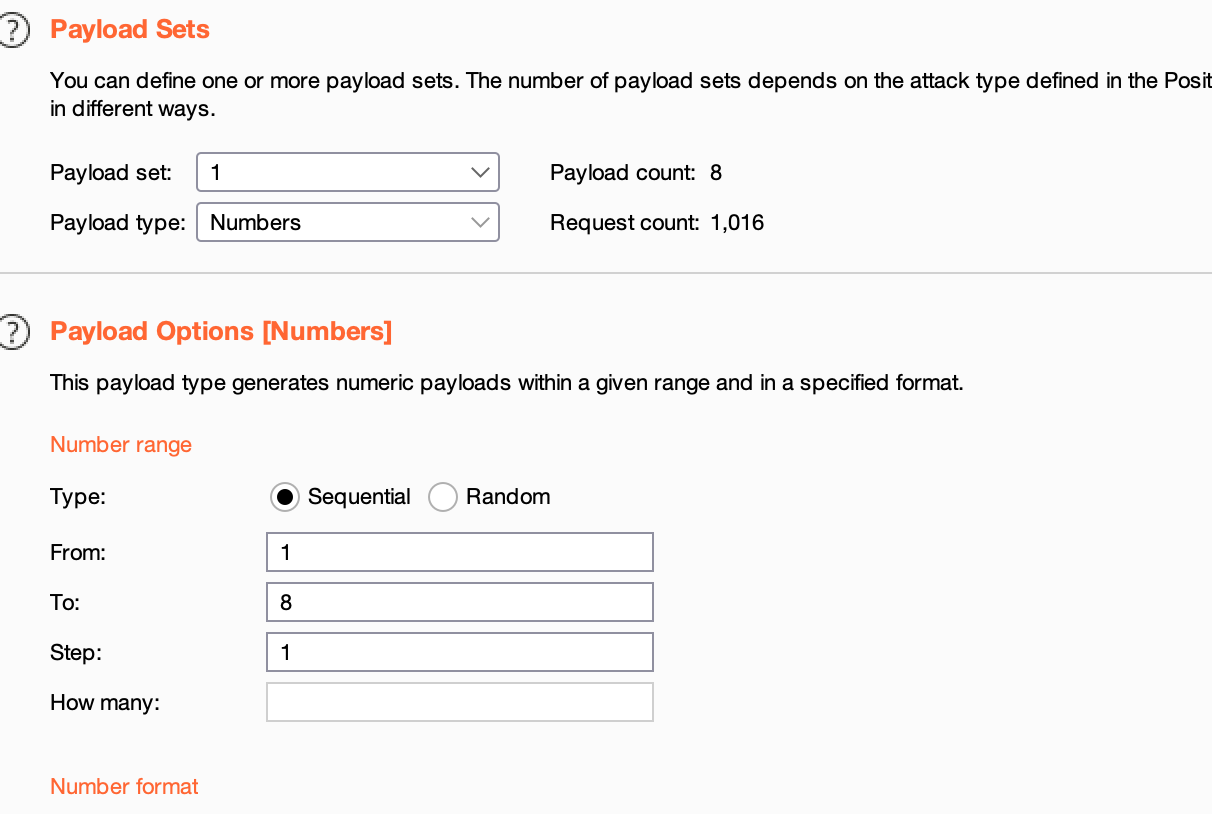 Payload Sets
You can define one or more payload sets. The number of payload sets depends on the attack type defined in the Posit
in different ways.
Payload set: 1 Payload count: 8
Payload type: Numbers Request count: 1,016
Payload Options [Numbers]
This payload type generates numeric payloads within a given range and in a specified format.
Number range
Type: Sequential Random
From: 1
To: 8
Step: 1
How many:
Number format